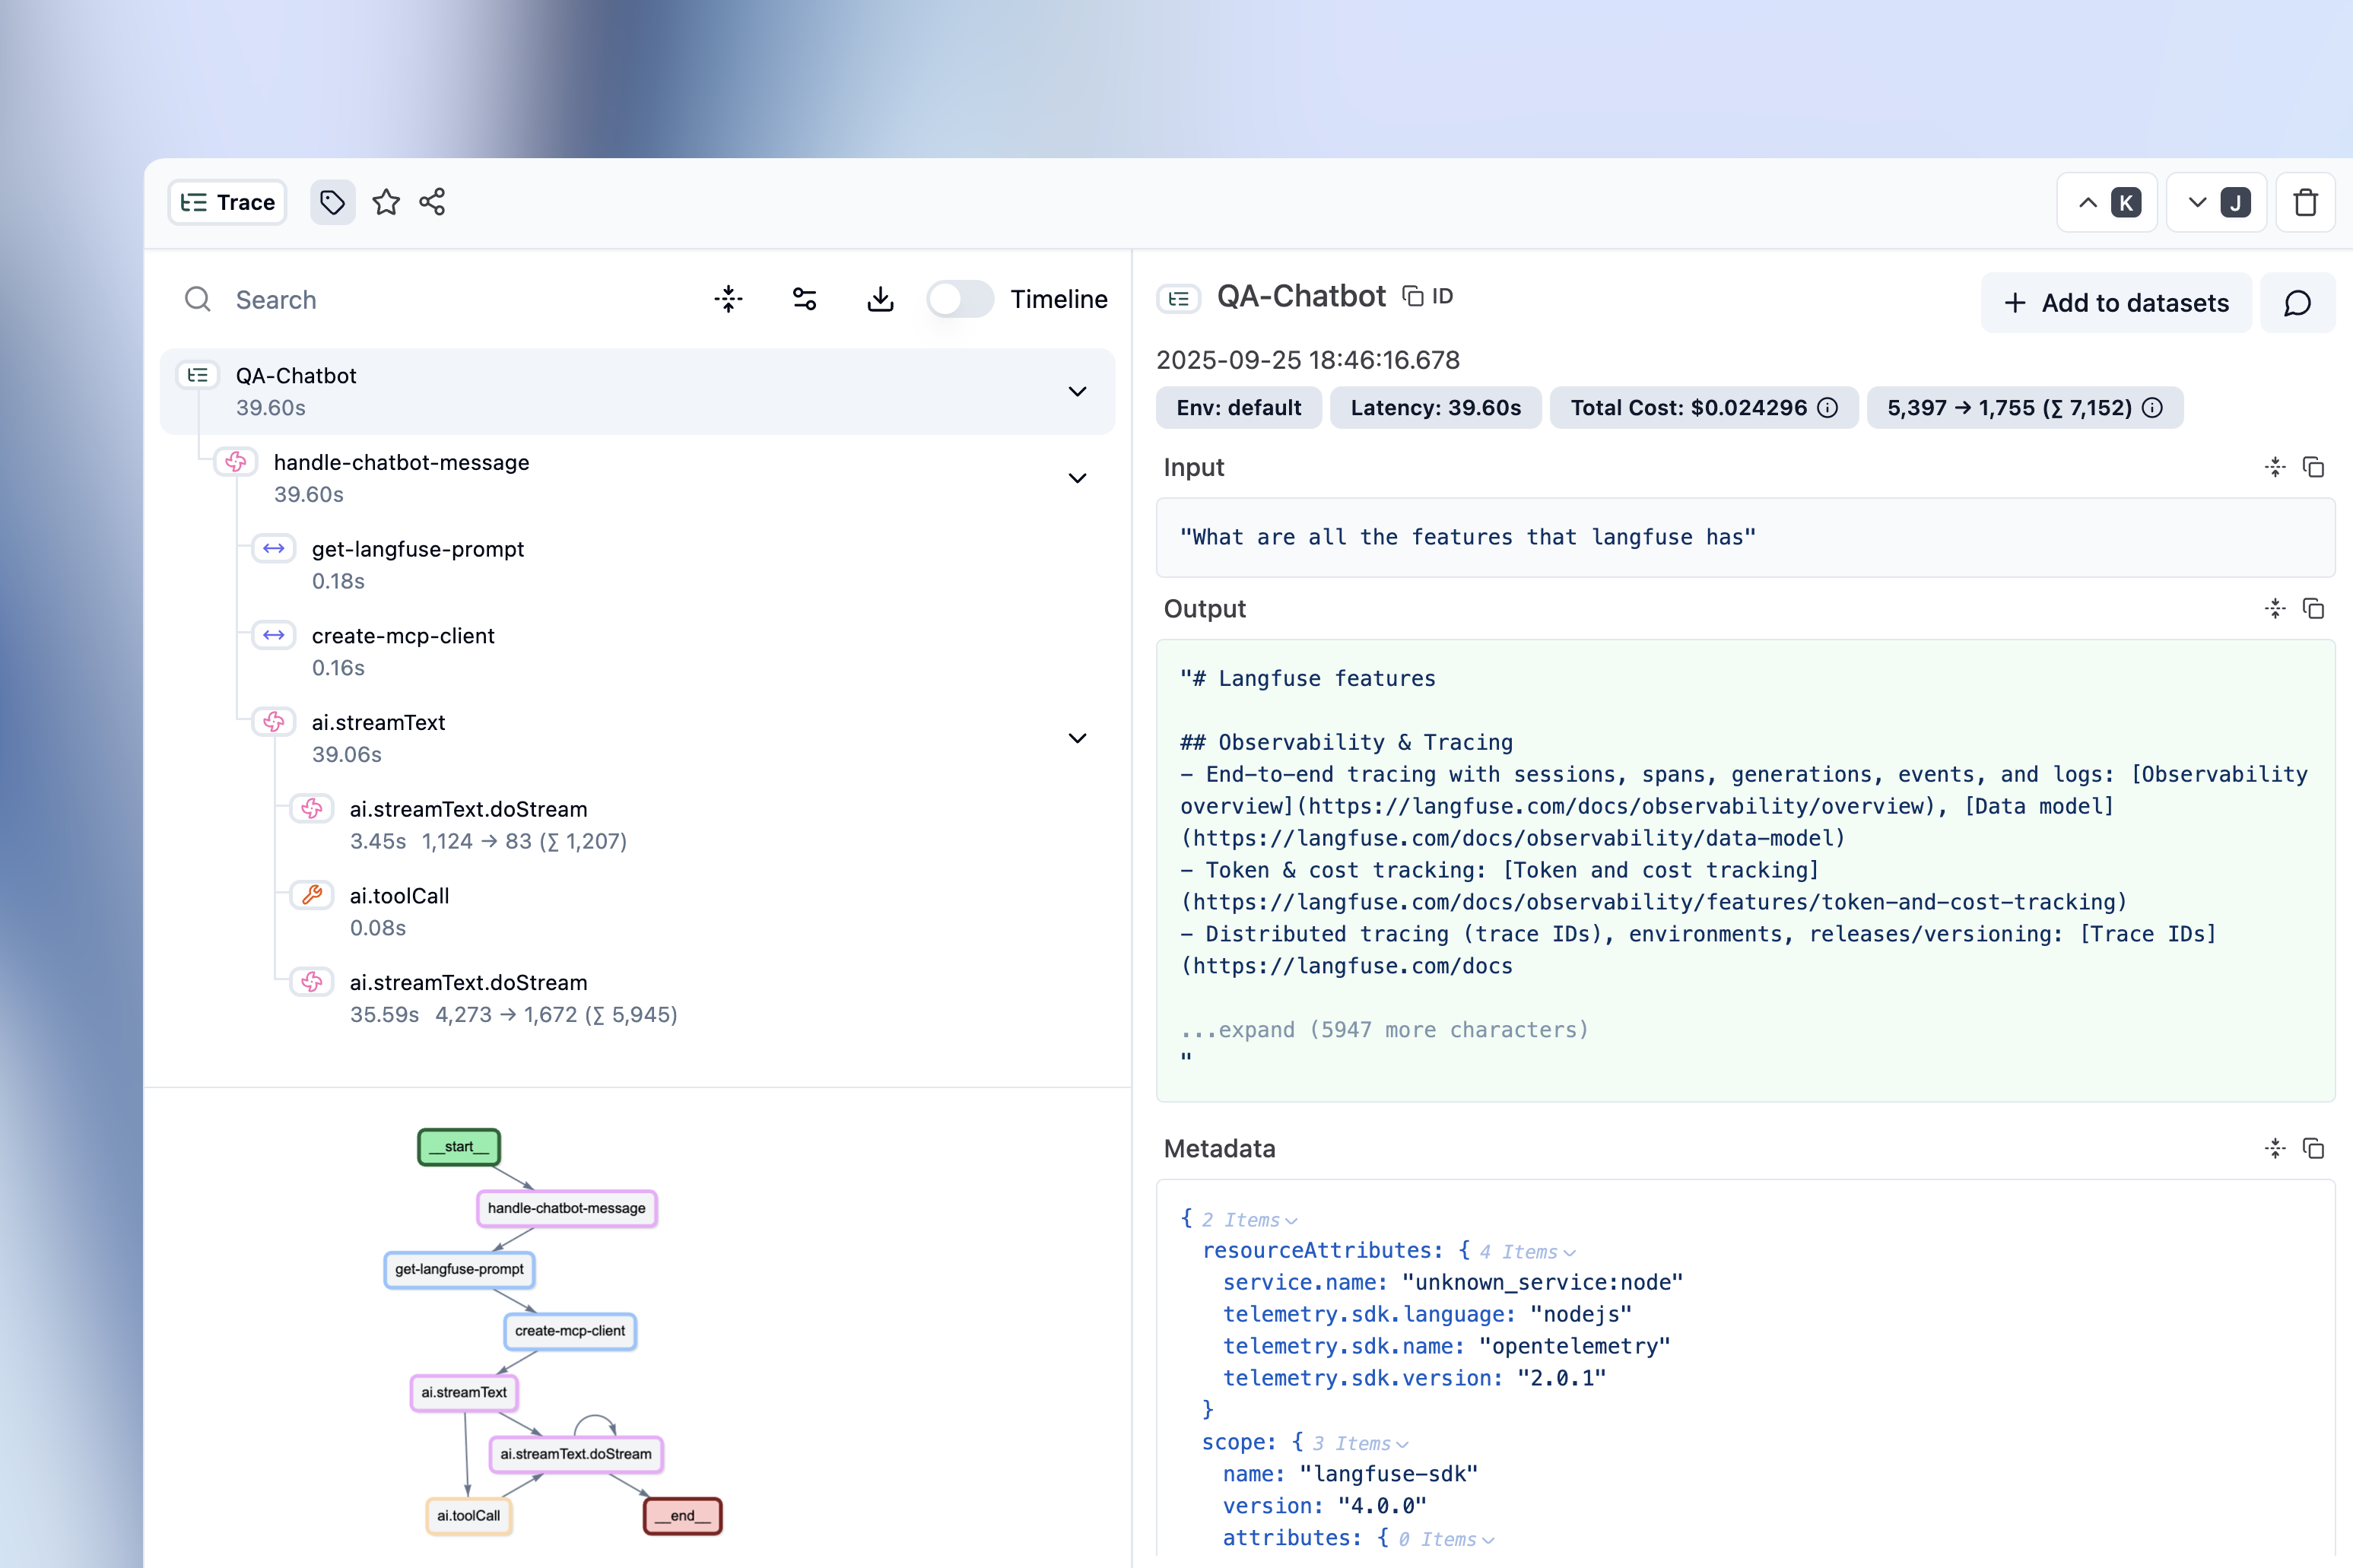 Trace
K
J
Search
Timeline
QA-Chatbot
39.60s
handle-chatbot-message
39.60s
get-langfuse-prompt
0.18s
create-mcp-client
0.16s
ai.streamText
39.06s
ai.streamText.doStream
3.45s 1,124 → 83 (∑ 1,207)
ai.toolCall
0.08s
ai.streamText.doStream
35.59s 4,273 → 1,672 (∑ 5,945)
__start__
handle-chatbot-message
get-langfuse-prompt
create-mcp-client
ai.streamText
ai.streamText.doStream
ai.toolCall
__end__
QA-Chatbot ID
+ Add to datasets
2025-09-25 18:46:16.678
Env: default
Latency: 39.60s
Total Cost: $0.024296
5,397 → 1,755 (∑ 7,152)
Input
"What are all the features that langfuse has"
Output
"# Langfuse features
## Observability & Tracing
- End-to-end tracing with sessions, spans, generations, events, and logs: [Observability
overview](https://langfuse.com/docs/observability/overview), [Data model]
(https://langfuse.com/docs/observability/data-model)
- Token & cost tracking: [Token and cost tracking]
(https://langfuse.com/docs/observability/features/token-and-cost-tracking)
- Distributed tracing (trace IDs), environments, releases/versioning: [Trace IDs]
(https://langfuse.com/docs
...expand (5947 more characters)
"
Metadata
{ 2 Items
resourceAttributes: { 4 Items
service.name: "unknown_service:node"
telemetry.sdk.language: "nodejs"
telemetry.sdk.name: "opentelemetry"
telemetry.sdk.version: "2.0.1"
}
scope: { 3 Items
name: "langfuse-sdk"
version: "4.0.0"
attributes: { 0 Items